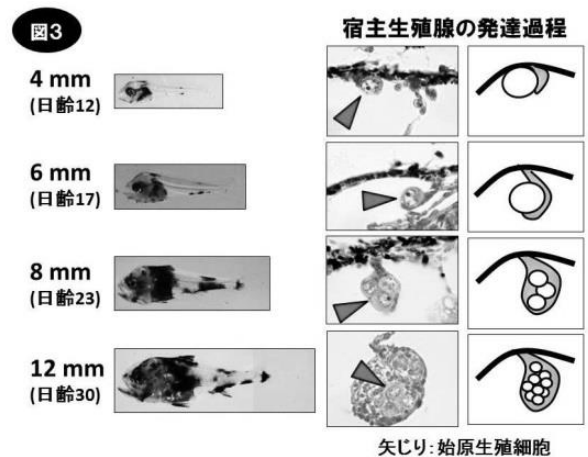 図3
宿主生殖腺の発達過程
4 mm
(日齢12)
6 mm
(日齢17)
8 mm
(日齢23)
12 mm
(日齢30)
矢じり：始原生殖細胞